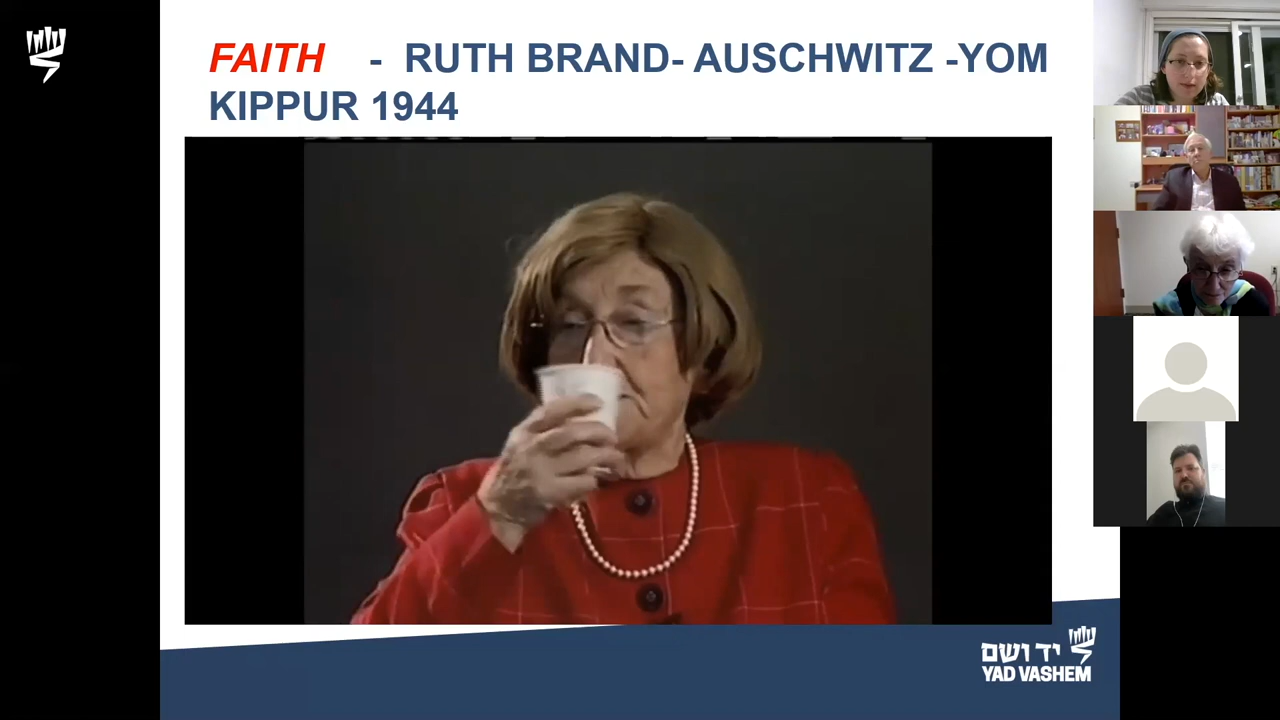 FAITH - RUTH BRAND- AUSCHWITZ -YOM
KIPPUR 1944
יד ושם
YAD VASHEM